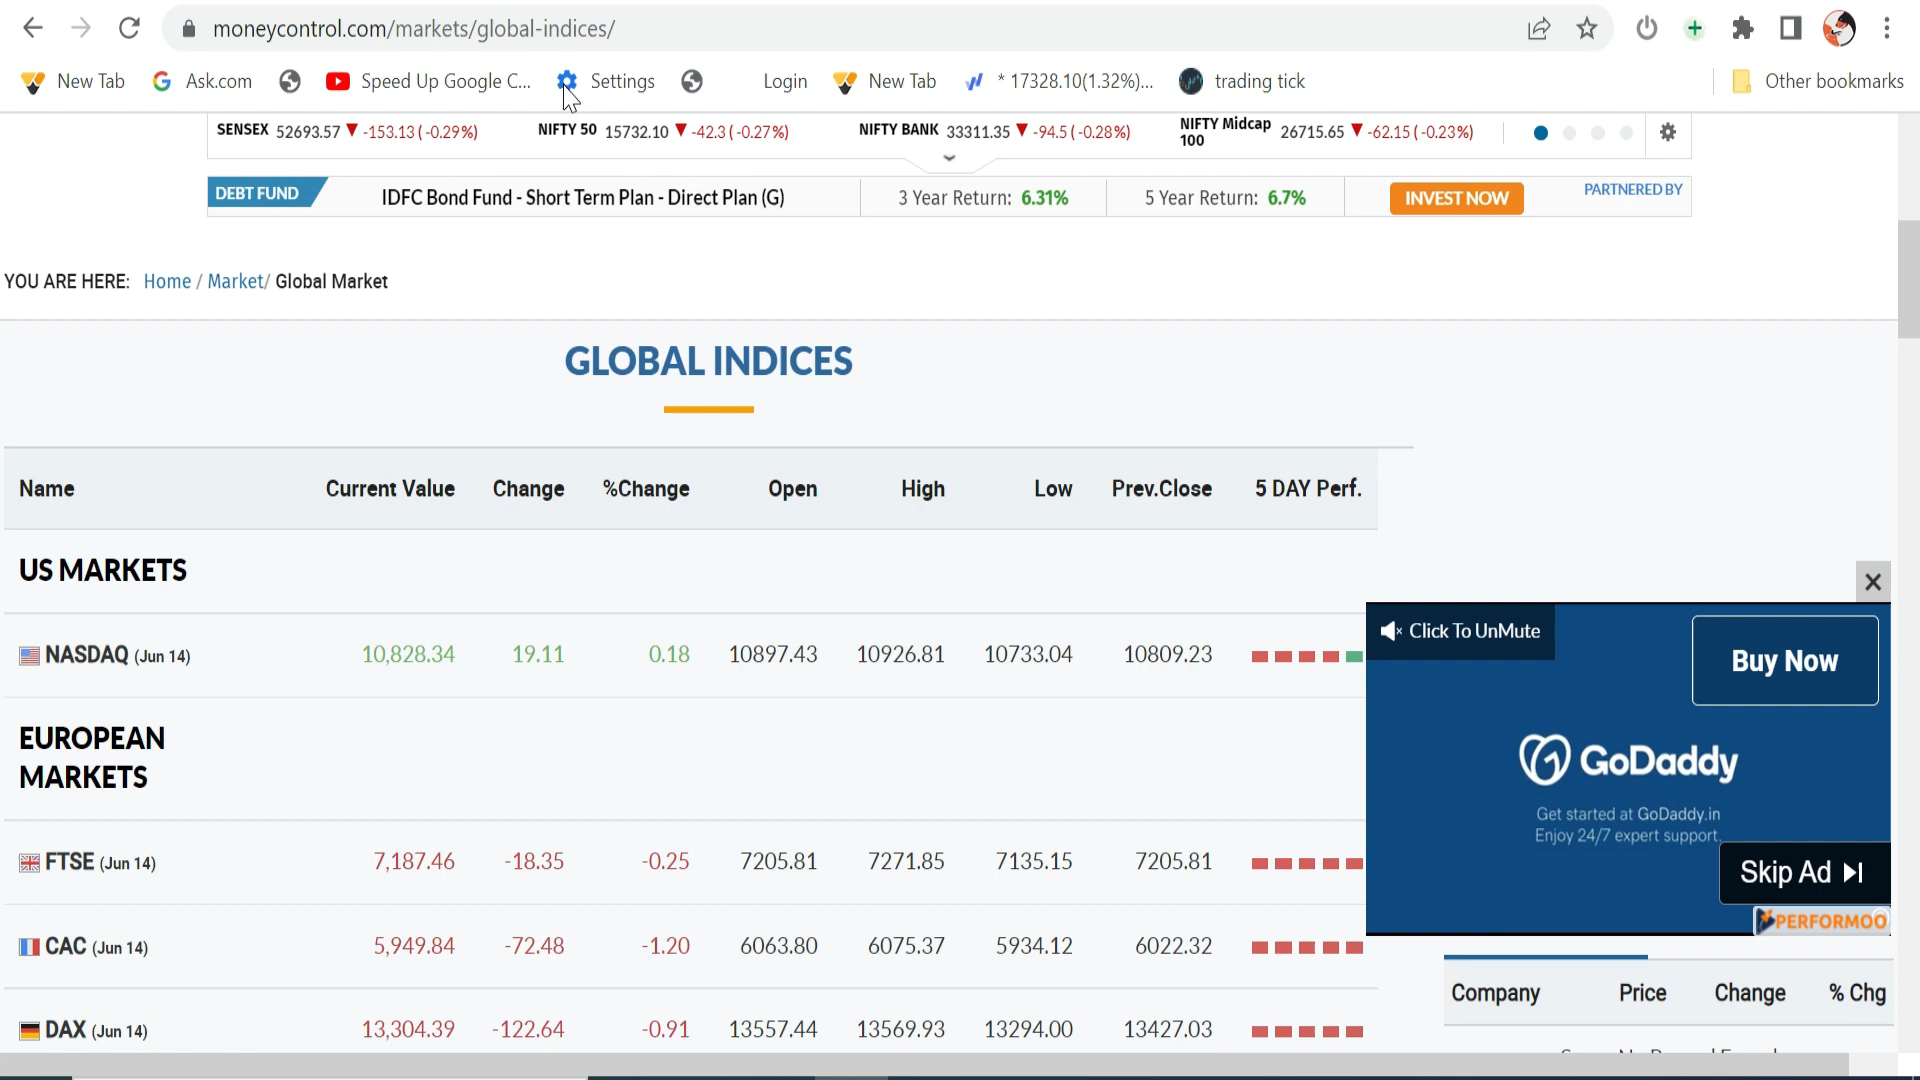 moneycontrol.com/markets/global-indices/
New Tab Ask.com Speed Up Google C... Settings Login New Tab * 17328.10(1.32%)... trading tick Other bookmarks
SENSEX 52693.57 ▼ -153.13 ( -0.29%) NIFTY 50 15732.10 ▼ -42.3 ( -0.27%) NIFTY BANK 33311.35 ▼ -94.5 ( -0.28%) NIFTY Midcap 100 26715.65 ▼ -62.15 ( -0.23%)
DEBT FUND IDFC Bond Fund - Short Term Plan - Direct Plan (G) 3 Year Return: 6.31% 5 Year Return: 6.7% INVEST NOW PARTNERED BY
YOU ARE HERE: Home / Market/ Global Market
GLOBAL INDICES
Name Current Value Change %Change Open High Low Prev.Close 5 DAY Perf.
US MARKETS
NASDAQ (Jun 14) 10,828.34 19.11 0.18 10897.43 10926.81 10733.04 10809.23
EUROPEAN
MARKETS
FTSE (Jun 14) 7,187.46 -18.35 -0.25 7205.81 7271.85 7135.15 7205.81
CAC (Jun 14) 5,949.84 -72.48 -1.20 6063.80 6075.37 5934.12 6022.32
DAX (Jun 14) 13,304.39 -122.64 -0.91 13557.44 13569.93 13294.00 13427.03
Click To UnMute
Buy Now
GoDaddy
Get started at GoDaddy.in
Enjoy 24/7 expert support.
Skip Ad
PERFORMOO
Company Price Change % Chg